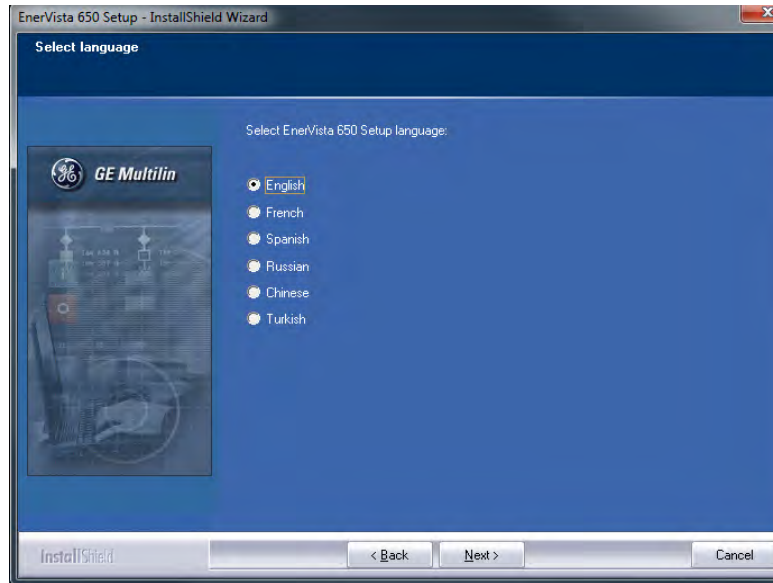 EnerVista 650 Setup - InstallShield Wizard
Select language
Select EnerVista 650 Setup language:
GE Multilin
English
French
Spanish
Russian
Chinese
Turkish
InstallShield
< Back
Next >
Cancel